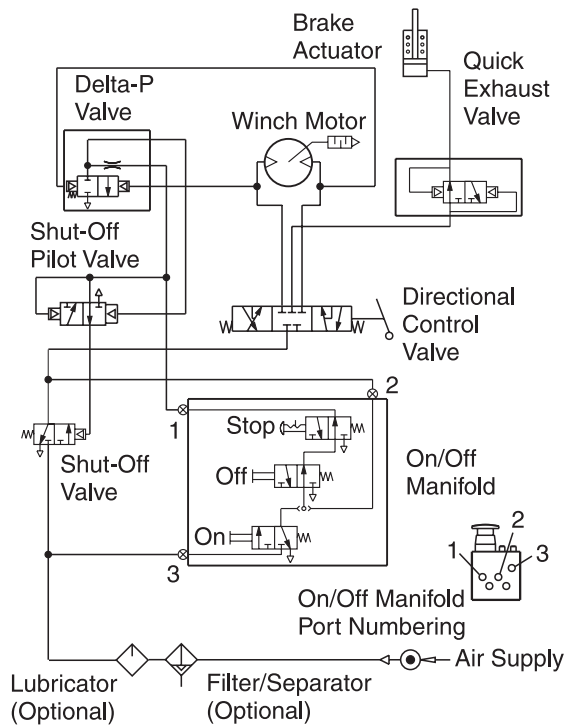 Brake
Actuator
Quick
Exhaust
Valve
Delta-P
Valve
Winch Motor
Shut-Off
Pilot Valve
Directional
Control
Valve
2
1
Stop
Shut-Off
Valve
Off
On/Off
Manifold
On
3
2
1
3
On/Off Manifold
Port Numbering
Air Supply
Lubricator
(Optional)
Filter/Separator
(Optional)